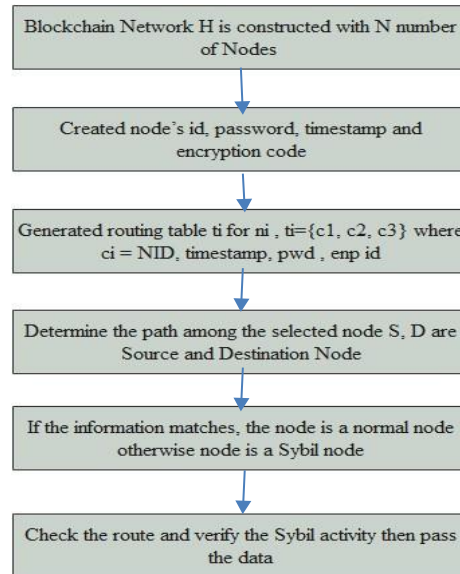 Blockchain Network H is constructed with N number
of Nodes
Created node's id, password, timestamp and
encryption code
Generated routing table ti for ni , ti={c1, c2, c3} where
ci = NID, timestamp, pwd , enp id
Determine the path among the selected node S, D are
Source and Destination Node
If the information matches, the node is a normal node
otherwise node is a Sybil node
Check the route and verify the Sybil activity then pass
the data